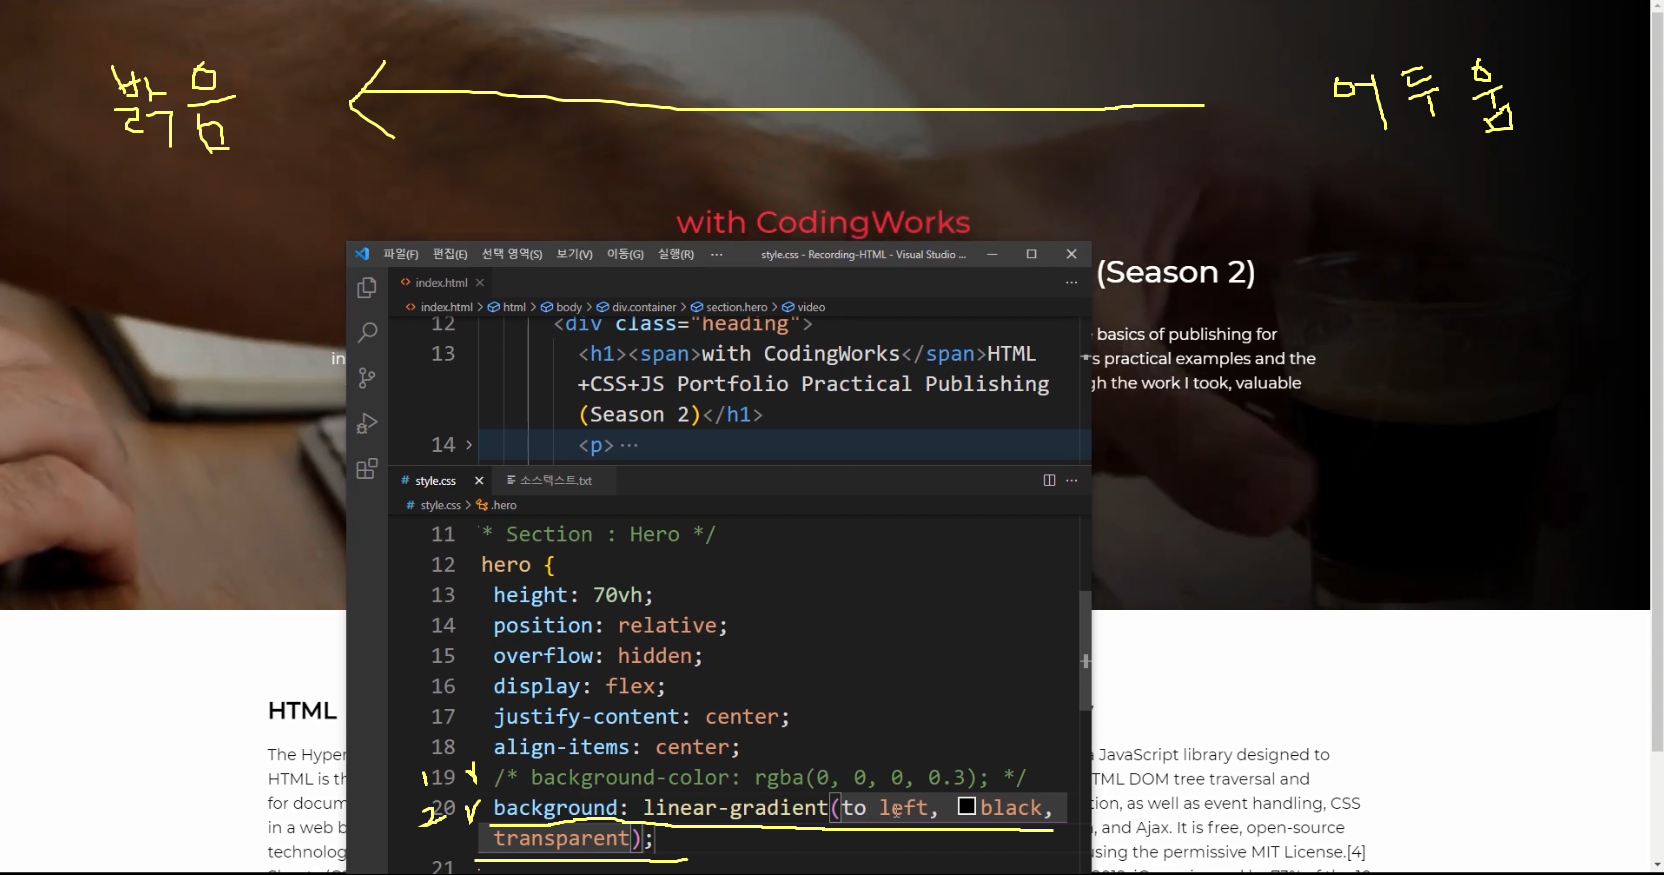 밝음 어두움
with CodingWorks
(Season 2)
basics of publishing for
in
s practical examples and the
gh the work I took, valuable
파일(F) 편집(E) 선택 영역(S) 보기(V) 이동(G) 실행(R) ··· style.css - Recording-HTML - Visual Studio ...
index.html
index.html > html > body > div.container > section.hero > video
12 <div class="heading">
13 <h1><span>with CodingWorks</span>HTML
+CSS+JS Portfolio Practical Publishing
(Season 2)</h1>
14 > <p>···
style.css 소스텍스트.txt
style.css > .hero
11 * Section : Hero */
12 hero {
13 height: 70vh;
14 position: relative;
15 overflow: hidden;
16 display: flex;
17 justify-content: center;
18 align-items: center;
1 19 /* background-color: rgba(0, 0, 0, 0.3); */
2 20 background: linear-gradient(to left, black,
transparent);
21
HTML
The Hyper
HTML is th
for docum
in a web b
technolog
a JavaScript library designed to
TML DOM tree traversal and
tion, as well as event handling, CSS
, and Ajax. It is free, open-source
using the permissive MIT License.[4]